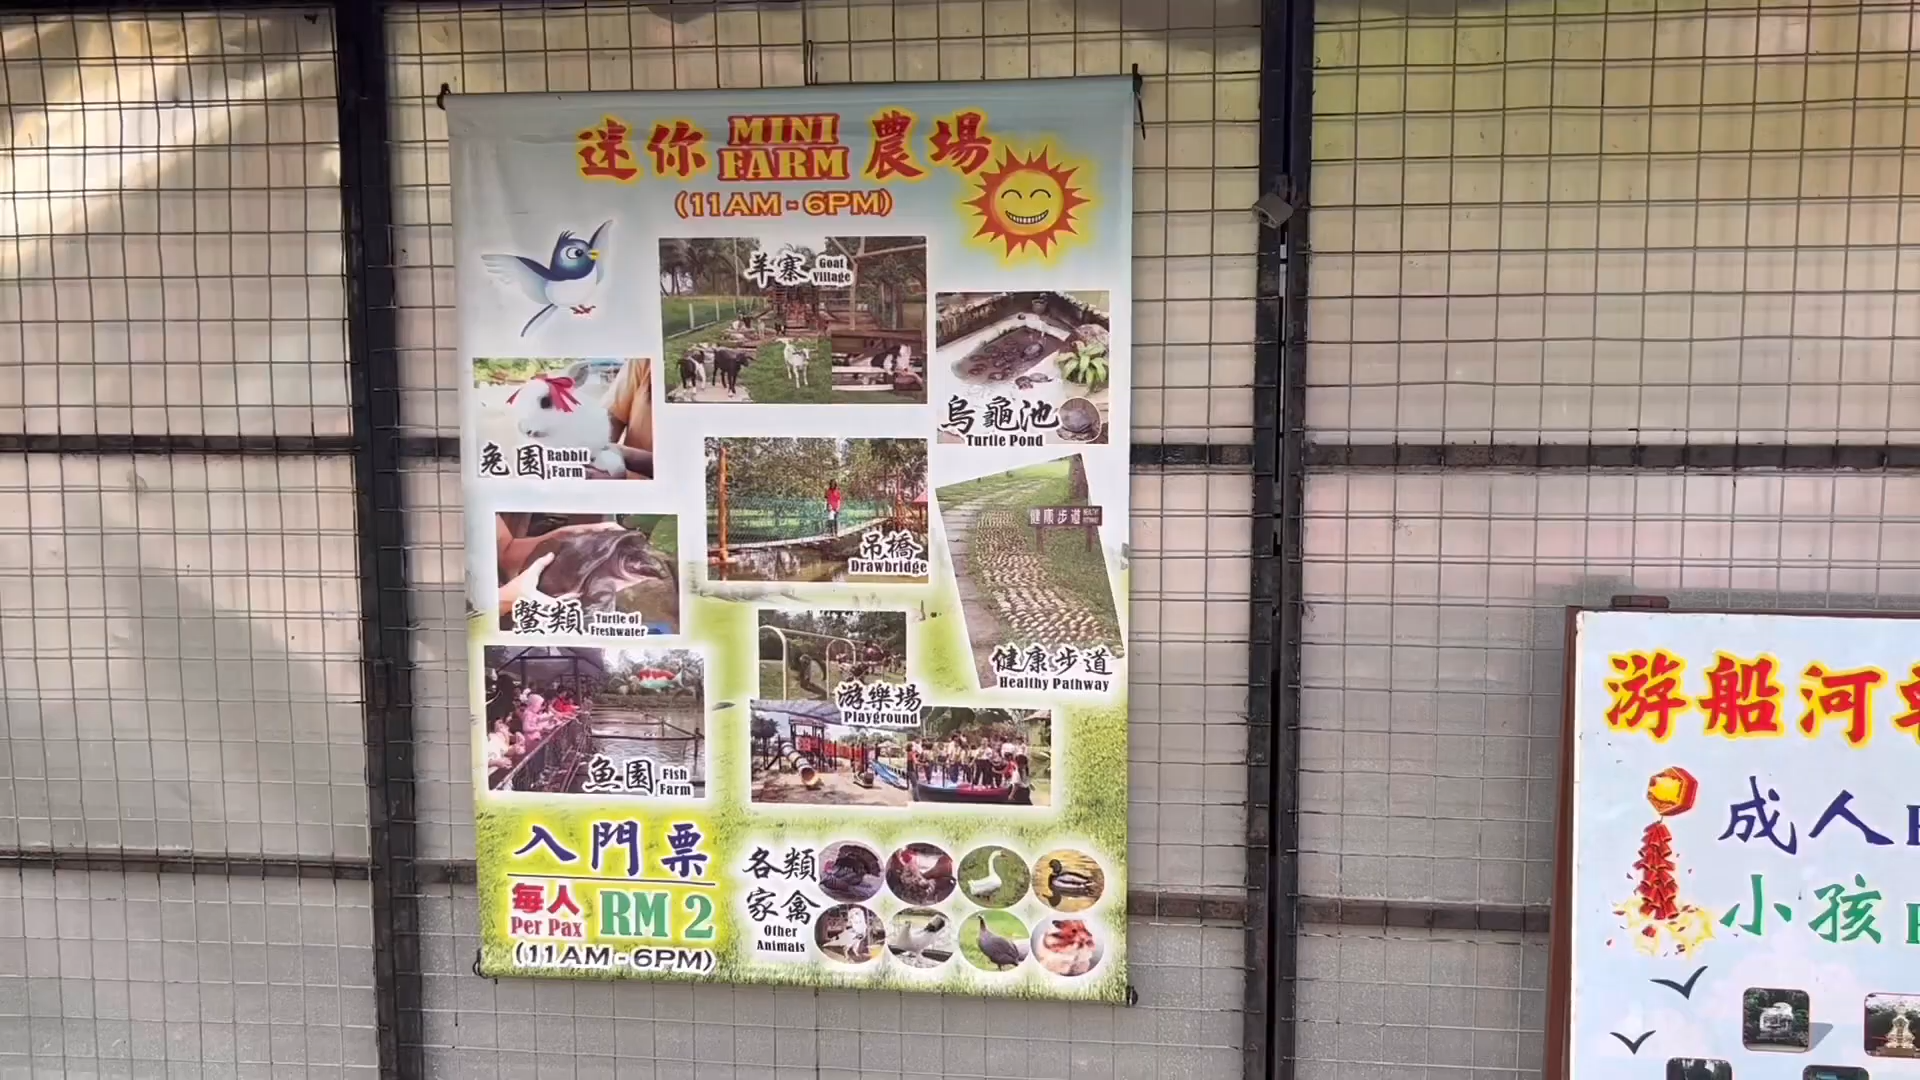 迷你 MINI FARM 農場
(11AM - 6PM)
羊寨 Goat Village
烏龜池
Turtle Pond
兔園 Rabbit Farm
吊橋
Drawbridge
健康步道
鱉類 Turtle of Freshwater
健康步道
Healthy Pathway
游樂場
Playground
魚園 Fish Farm
入門票
每人 Per Pax RM 2
(11AM - 6PM)
各類
家禽
Other
Animals
游船河
成人
小孩